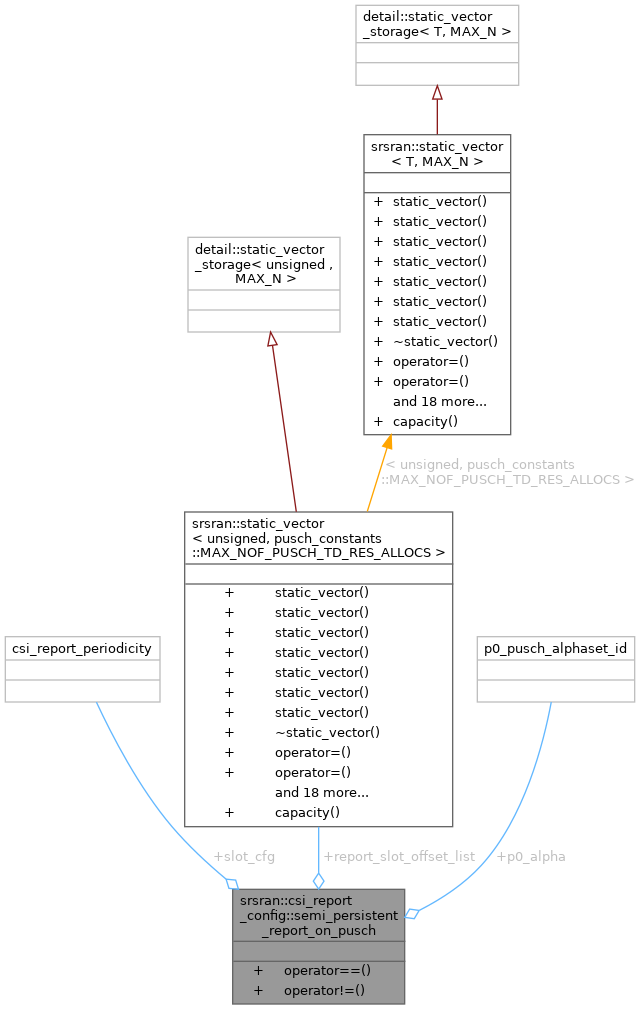 detail::static_vector
_storage< T, MAX_N >
srsran::static_vector
< T, MAX_N >
+ static_vector()
+ static_vector()
+ static_vector()
+ static_vector()
+ static_vector()
+ static_vector()
+ static_vector()
+ ~static_vector()
+ operator=()
+ operator=()
and 18 more...
+ capacity()
detail::static_vector
_storage< unsigned ,
MAX_N >
< unsigned, pusch_constants
::MAX_NOF_PUSCH_TD_RES_ALLOCS >
srsran::static_vector
< unsigned, pusch_constants
::MAX_NOF_PUSCH_TD_RES_ALLOCS >
+ static_vector()
+ static_vector()
+ static_vector()
+ static_vector()
+ static_vector()
+ static_vector()
+ static_vector()
+ ~static_vector()
+ operator=()
+ operator=()
and 18 more...
+ capacity()
csi_report_periodicity
p0_pusch_alphaset_id
+slot_cfg
+report_slot_offset_list
+p0_alpha
srsran::csi_report
_config::semi_persistent
_report_on_pusch
+ operator==()
+ operator!=()